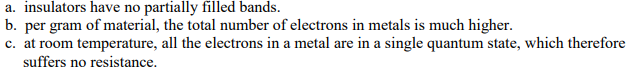 a. insulators have no partially filled bands.
b. per gram of material, the total number of electrons in metals is much higher.
c. at room temperature, all the electrons in a metal are in a single quantum state, which therefore
suffers no resistance.